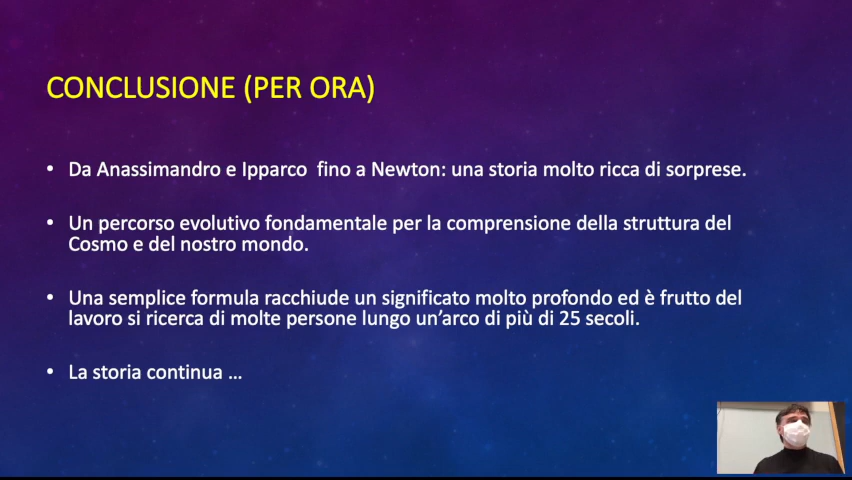 CONCLUSIONE (PER ORA)
• Da Anassimandro e Ipparco  fino a Newton: una storia molto ricca di sorprese.
• Un percorso evolutivo fondamentale per la comprensione della struttura del
Cosmo e del nostro mondo.
• Una semplice formula racchiude un significato molto profondo ed è frutto del
lavoro si ricerca di molte persone lungo un’arco di più di 25 secoli.
• La storia continua …